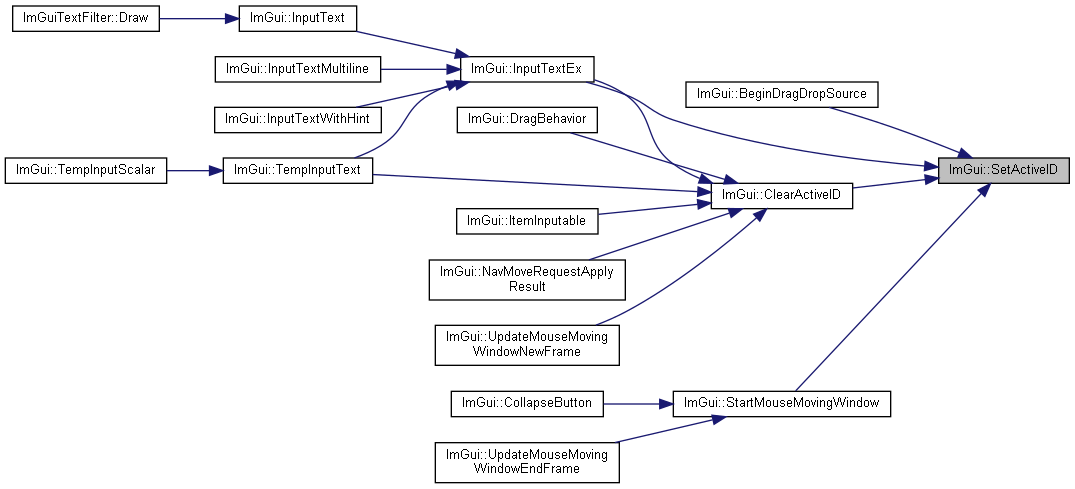 ImGuiTextFilter::Draw
ImGui::InputText
ImGui::InputTextEx
ImGui::InputTextMultiline
ImGui::BeginDragDropSource
ImGui::InputTextWithHint
ImGui::DragBehavior
ImGui::TempInputScalar
ImGui::TempInputText
ImGui::SetActiveID
ImGui::ClearActiveID
ImGui::ItemInputable
ImGui::NavMoveRequestApply
Result
ImGui::UpdateMouseMoving
WindowNewFrame
ImGui::CollapseButton
ImGui::StartMouseMovingWindow
ImGui::UpdateMouseMoving
WindowEndFrame